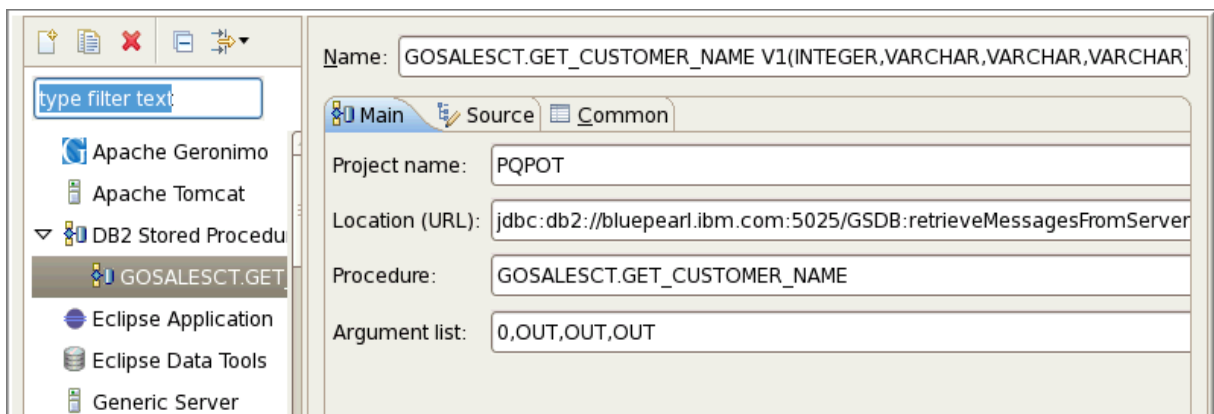 type filter text
Apache Geronimo
Apache Tomcat
DB2 Stored Procedu
GOSALESCT.GET_
Eclipse Application
Eclipse Data Tools
Generic Server
Name: GOSALESCT.GET_CUSTOMER_NAME V1(INTEGER,VARCHAR,VARCHAR,VARCHAR)
Main Source Common
Project name: PQPOT
Location (URL): jdbc:db2://bluepearl.ibm.com:5025/GSDB:retrieveMessagesFromServer
Procedure: GOSALESCT.GET_CUSTOMER_NAME
Argument list: 0,OUT,OUT,OUT